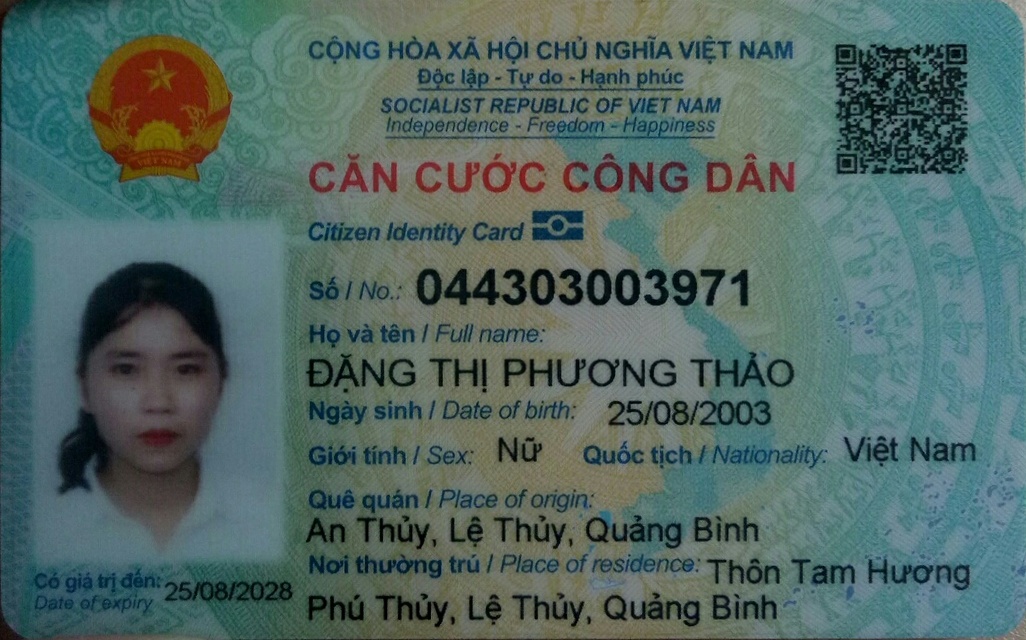 CỘNG HÒA XÃ HỘI CHỦ NGHĨA VIỆT NAM
Độc lập - Tự do - Hạnh phúc
SOCIALIST REPUBLIC OF VIET NAM
Independence - Freedom - Happiness
CĂN CƯỚC CÔNG DÂN
Citizen Identity Card
VIỆT NAM
Số / No.: 044303003971
Họ và tên / Full name:
ĐẶNG THỊ PHƯƠNG THẢO
Ngày sinh / Date of birth: 25/08/2003
Giới tính / Sex: Nữ Quốc tịch / Nationality: Việt Nam
Quê quán / Place of origin:
An Thủy, Lệ Thủy, Quảng Bình
Nơi thường trú / Place of residence: Thôn Tam Hương
Phú Thủy, Lệ Thủy, Quảng Bình
Có giá trị đến: 25/08/2028
Date of expiry